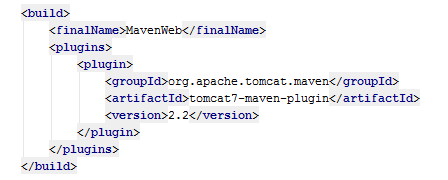 <build>
<finalName>MavenWeb</finalName>
<plugins>
<plugin>
<groupId>org.apache.tomcat.maven</groupId>
<artifactId>tomcat7-maven-plugin</artifactId>
<version>2.2</version>
</plugin>
</plugins>
</build>